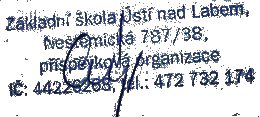 Základní škola Ústí nad Labem,
Neštěmická 787/38,
příspěvková organizace
IČ: 44226268, tel.: 472 732 174